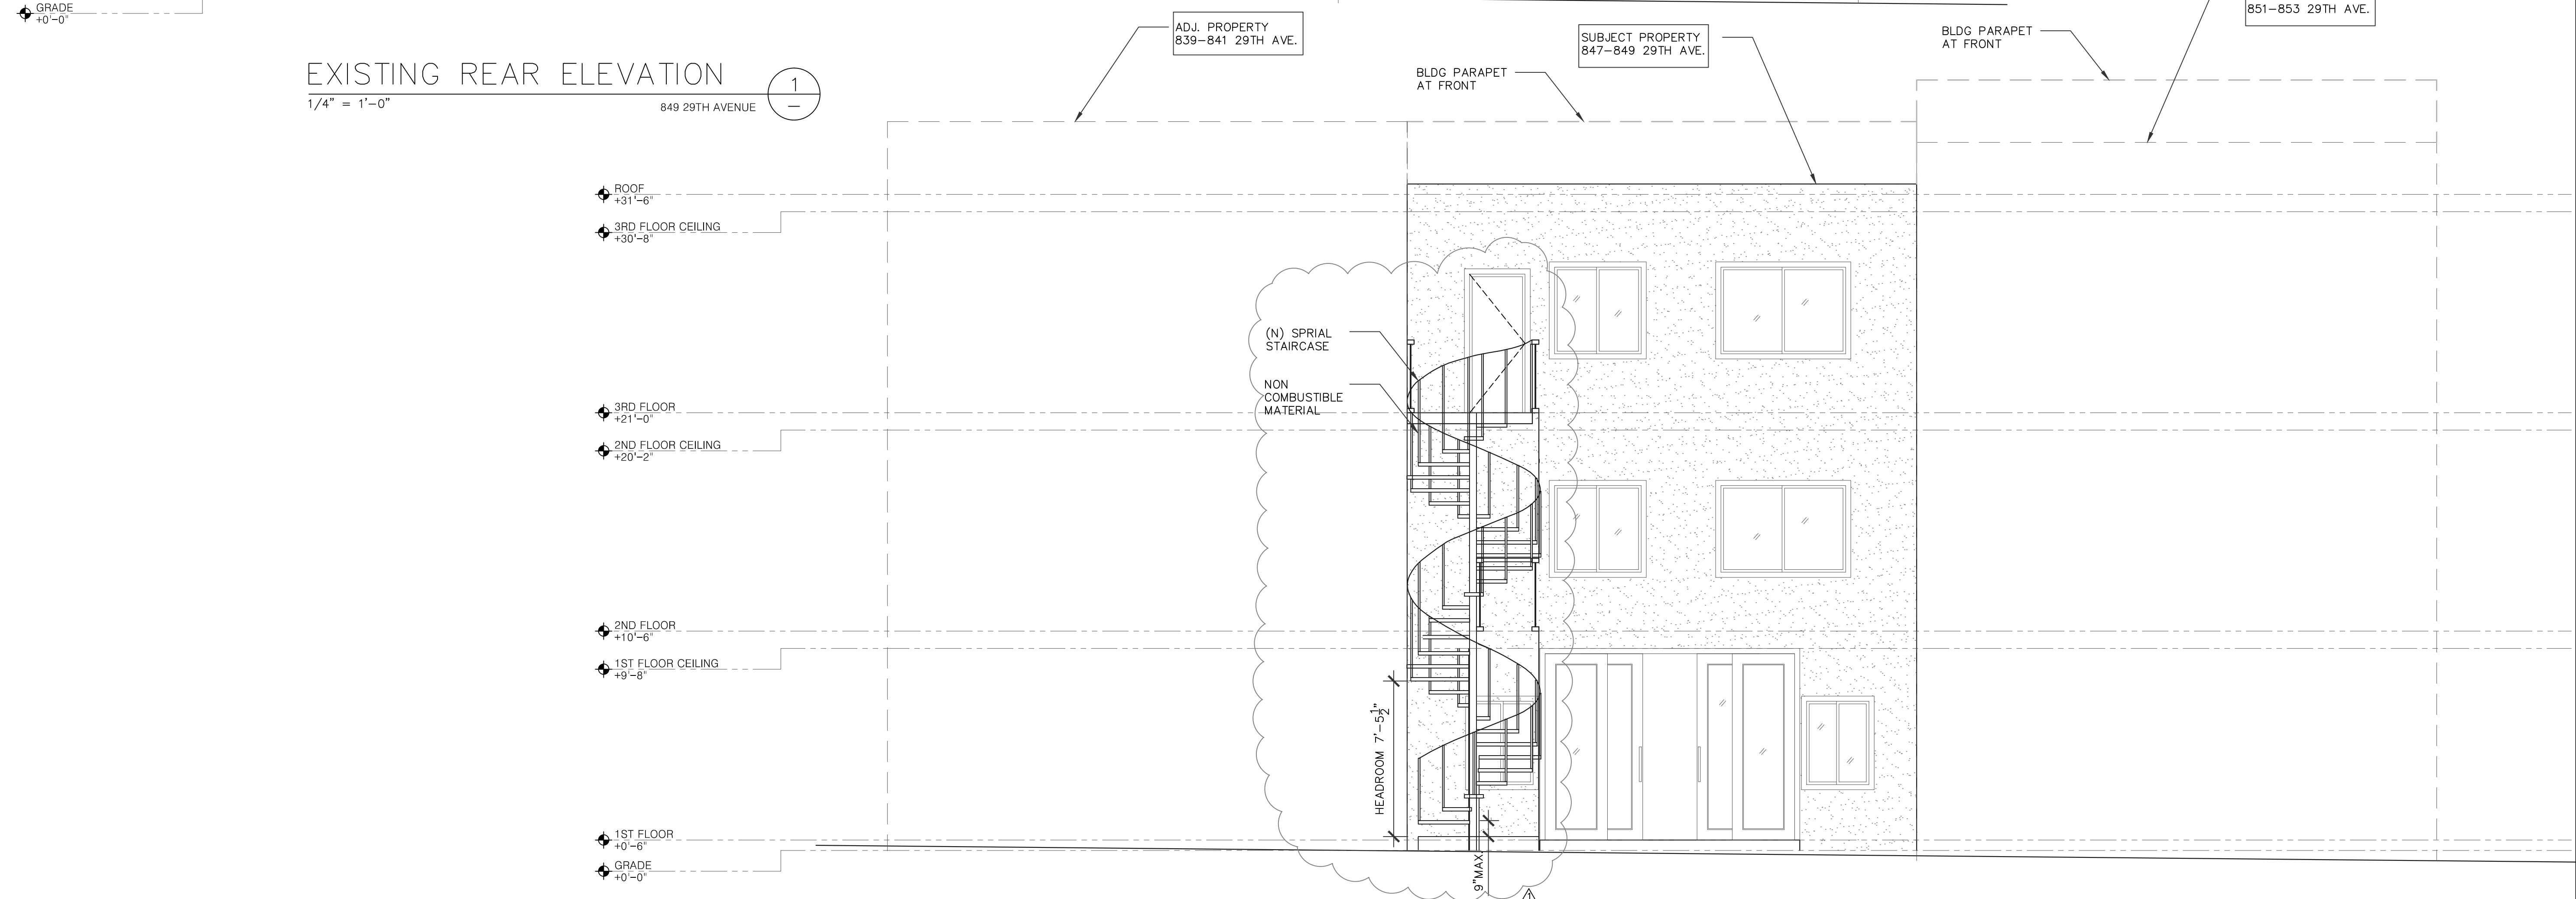 GRADE
+0'-0"
ADJ. PROPERTY
839-841 29TH AVE.
SUBJECT PROPERTY
847-849 29TH AVE.
BLDG PARAPET
AT FRONT
851-853 29TH AVE.
BLDG PARAPET
AT FRONT
EXISTING REAR ELEVATION
1/4" = 1'-0"
849 29TH AVENUE
1
—
ROOF
+31'-6"
3RD FLOOR CEILING
+30'-8"
(N) SPRIAL
STAIRCASE
NON
COMBUSTIBLE
MATERIAL
3RD FLOOR
+21'-0"
2ND FLOOR CEILING
+20'-2"
2ND FLOOR
+10'-6"
1ST FLOOR CEILING
+9'-8"
HEADROOM 7'-5½"
1ST FLOOR
+0'-6"
GRADE
+0'-0"
9"MAX
1